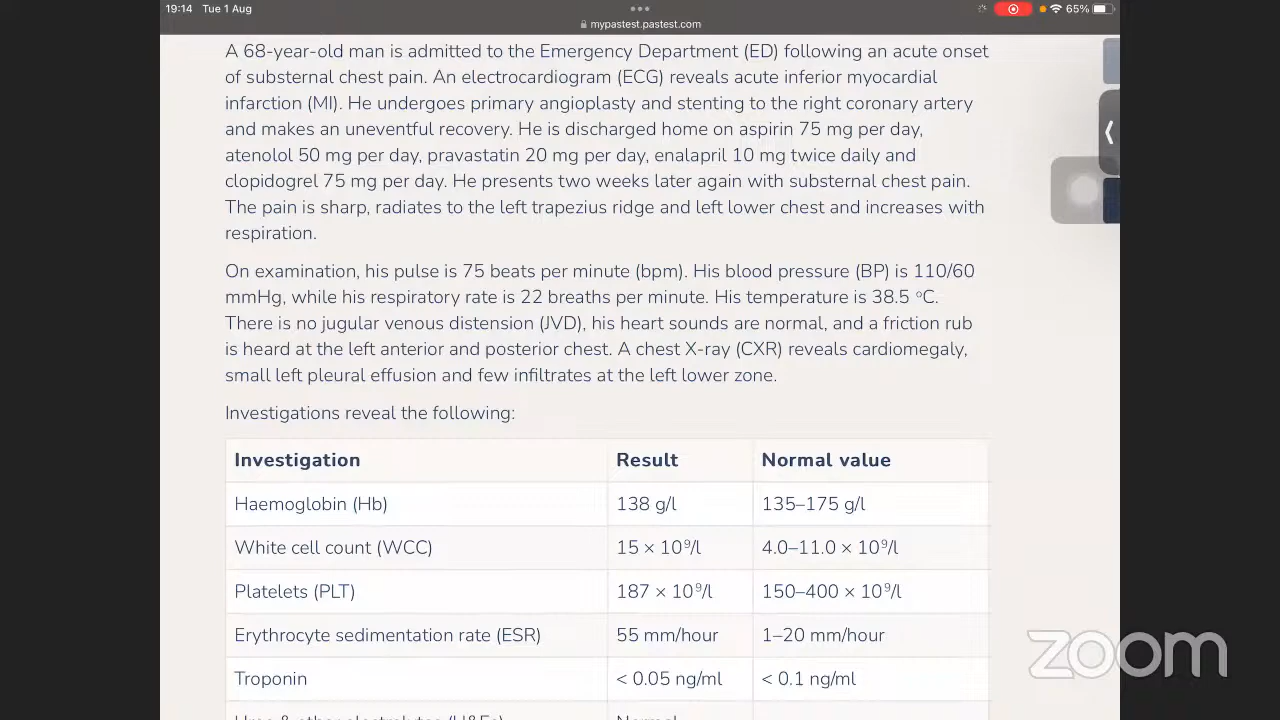 19:14 Tue 1 Aug
65%
mypastest.pastest.com
A 68-year-old man is admitted to the Emergency Department (ED) following an acute onset
of substernal chest pain. An electrocardiogram (ECG) reveals acute inferior myocardial
infarction (MI). He undergoes primary angioplasty and stenting to the right coronary artery
and makes an uneventful recovery. He is discharged home on aspirin 75 mg per day,
atenolol 50 mg per day, pravastatin 20 mg per day, enalapril 10 mg twice daily and
clopidogrel 75 mg per day. He presents two weeks later again with substernal chest pain.
The pain is sharp, radiates to the left trapezius ridge and left lower chest and increases with
respiration.
On examination, his pulse is 75 beats per minute (bpm). His blood pressure (BP) is 110/60
mmHg, while his respiratory rate is 22 breaths per minute. His temperature is 38.5 °C.
There is no jugular venous distension (JVD), his heart sounds are normal, and a friction rub
is heard at the left anterior and posterior chest. A chest X-ray (CXR) reveals cardiomegaly,
small left pleural effusion and few infiltrates at the left lower zone.
Investigations reveal the following:
Investigation Result Normal value
Haemoglobin (Hb) 138 g/l 135–175 g/l
White cell count (WCC) 15 × 10⁹/l 4.0–11.0 × 10⁹/l
Platelets (PLT) 187 × 10⁹/l 150–400 × 10⁹/l
Erythrocyte sedimentation rate (ESR) 55 mm/hour 1–20 mm/hour
Troponin < 0.05 ng/ml < 0.1 ng/ml
zoom